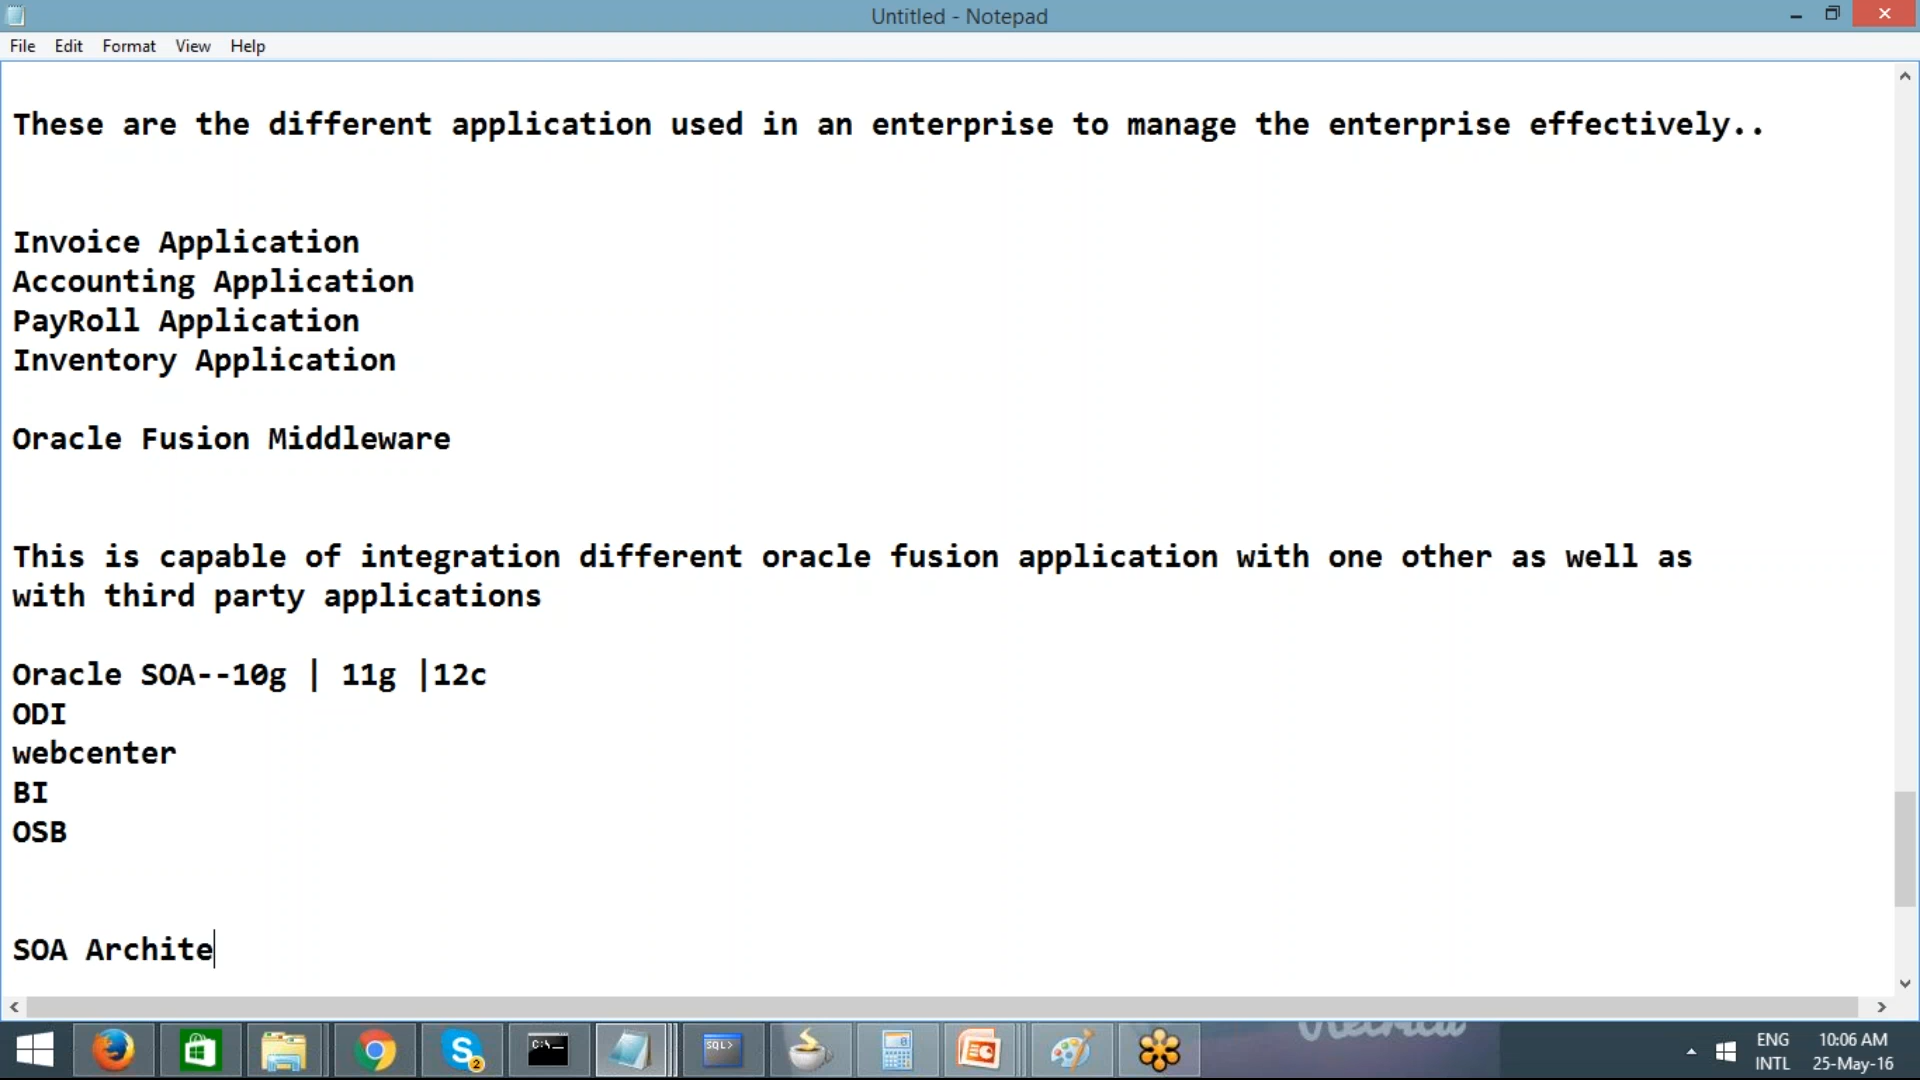 Untitled - Notepad
File Edit Format View Help
These are the different application used in an enterprise to manage the enterprise effectively..
Invoice Application
Accounting Application
PayRoll Application
Inventory Application
Oracle Fusion Middleware
This is capable of integration different oracle fusion application with one other as well as
with third party applications
Oracle SOA--10g | 11g |12c
ODI
webcenter
BI
OSB
SOA Archite
SQL>
2
ENG 10:06 AM
INTL 25-May-16